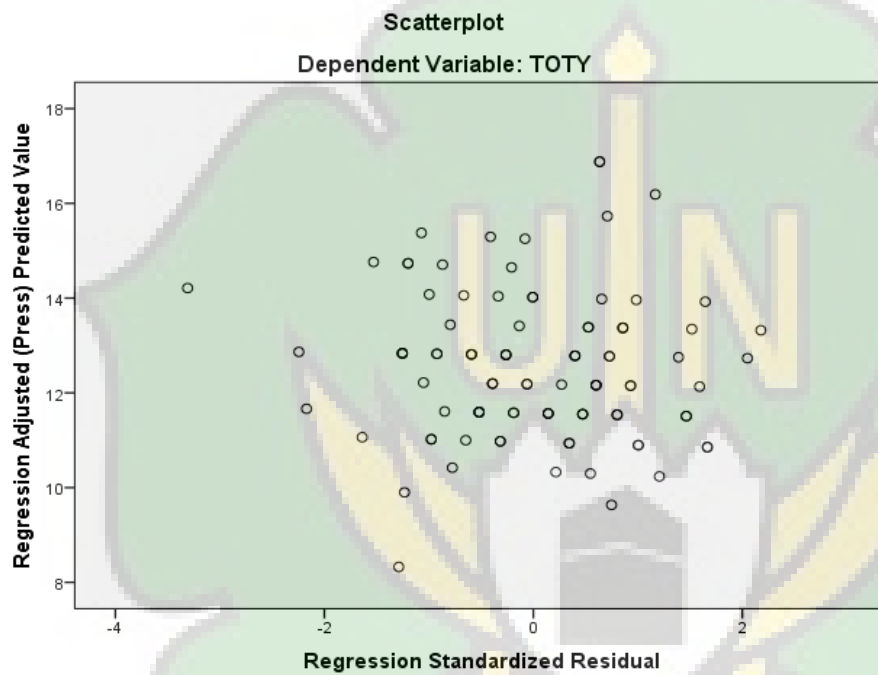 Scatterplot
Dependent Variable: TOTY
Regression Adjusted (Press) Predicted Value
18
16
14
12
10
8
-4 -2 0 2
Regression Standardized Residual
UIN